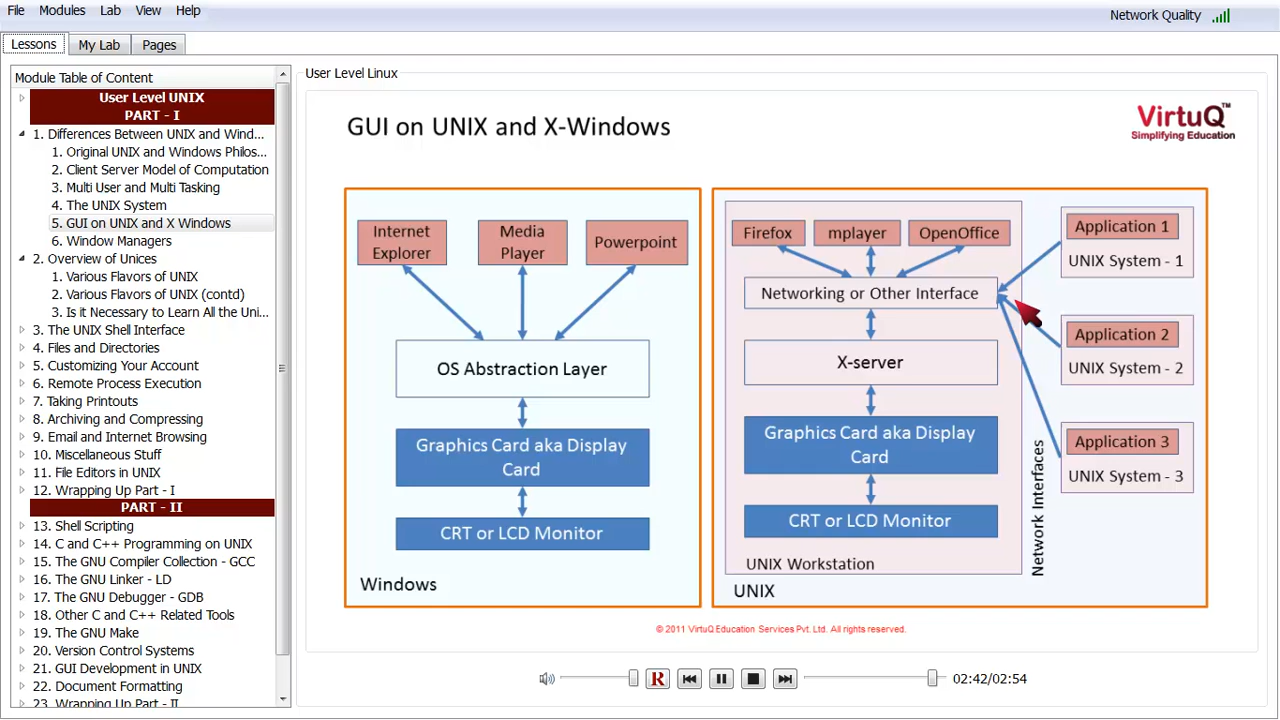 File Modules Lab View Help
Network Quality
Lessons My Lab Pages
Module Table of Content
User Level UNIX
PART - I
1. Differences Between UNIX and Wind...
1. Original UNIX and Windows Philos...
2. Client Server Model of Computation
3. Multi User and Multi Tasking
4. The UNIX System
5. GUI on UNIX and X Windows
6. Window Managers
2. Overview of Unices
1. Various Flavors of UNIX
2. Various Flavors of UNIX (contd)
3. Is it Necessary to Learn All the Uni...
3. The UNIX Shell Interface
4. Files and Directories
5. Customizing Your Account
6. Remote Process Execution
7. Taking Printouts
8. Archiving and Compressing
9. Email and Internet Browsing
10. Miscellaneous Stuff
11. File Editors in UNIX
12. Wrapping Up Part - I
PART - II
13. Shell Scripting
14. C and C++ Programming on UNIX
15. The GNU Compiler Collection - GCC
16. The GNU Linker - LD
17. The GNU Debugger - GDB
18. Other C and C++ Related Tools
19. The GNU Make
20. Version Control Systems
21. GUI Development in UNIX
22. Document Formatting
23. Wrapping Up Part - II
User Level Linux
GUI on UNIX and X-Windows
VirtuQ™
Simplifying Education
Internet
Explorer
Media
Player
Powerpoint
OS Abstraction Layer
Graphics Card aka Display
Card
CRT or LCD Monitor
Windows
Firefox
mplayer
OpenOffice
Networking or Other Interface
X-server
Graphics Card aka Display
Card
CRT or LCD Monitor
UNIX Workstation
UNIX
Network Interfaces
Application 1
UNIX System - 1
Application 2
UNIX System - 2
Application 3
UNIX System - 3
© 2011 VirtuQ Education Services Pvt. Ltd. All rights reserved.
R
02:42/02:54